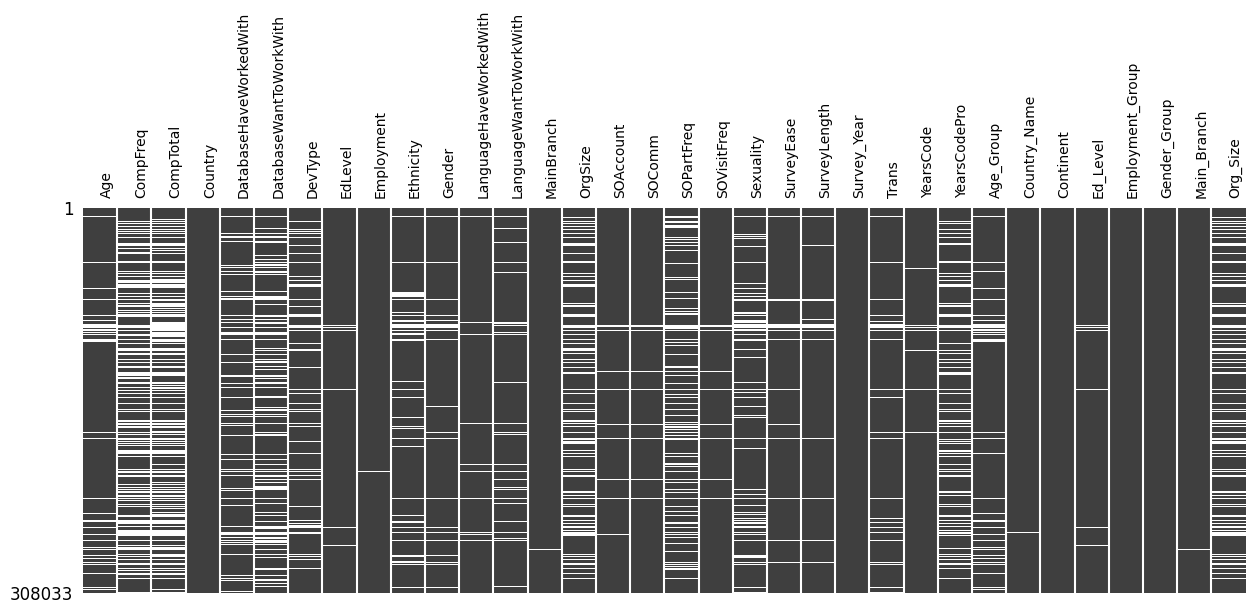 Age
CompFreq
CompTotal
Country
DatabaseHaveWorkedWith
DatabaseWantToWorkWith
DevType
EdLevel
Employment
Ethnicity
Gender
LanguageHaveWorkedWith
LanguageWantToWorkWith
MainBranch
OrgSize
SOAccount
SOComm
SOPartFreq
SOVisitFreq
Sexuality
SurveyEase
SurveyLength
Survey_Year
Trans
YearsCode
YearsCodePro
Age_Group
Country_Name
Continent
Ed_Level
Employment_Group
Gender_Group
Main_Branch
Org_Size
1
308033